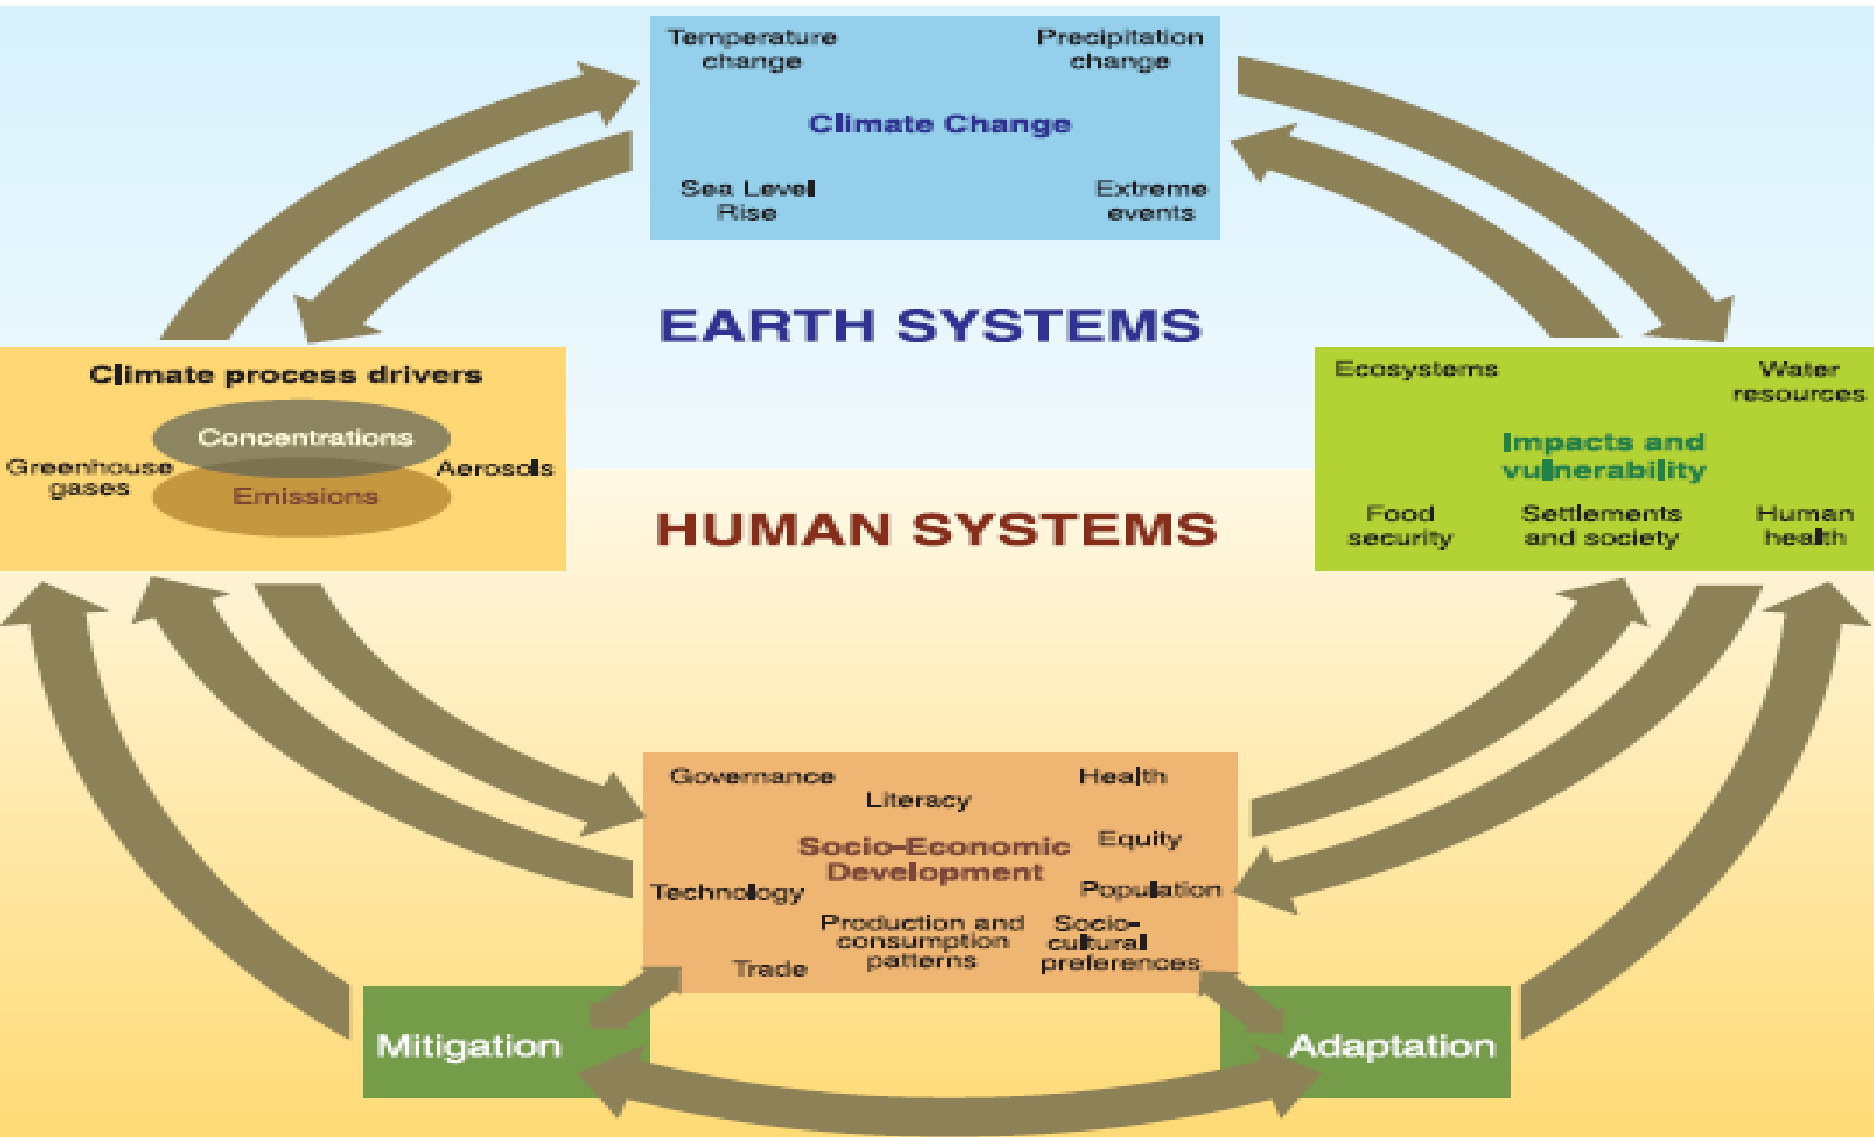 Temperature
change
Precipitation
change
Climate Change
Sea Level
Rise
Extreme
events
EARTH SYSTEMS
Climate process drivers
Concentrations
Greenhouse
gases
Aerosols
Emissions
Ecosystems
Water
resources
Impacts and
vulnerability
Food
security
Settlements
and society
Human
health
HUMAN SYSTEMS
Governance
Literacy
Health
Socio-Economic
Development
Equity
Technology
Population
Production and
consumption
patterns
Socio-
cultural
preferences
Trade
Mitigation
Adaptation